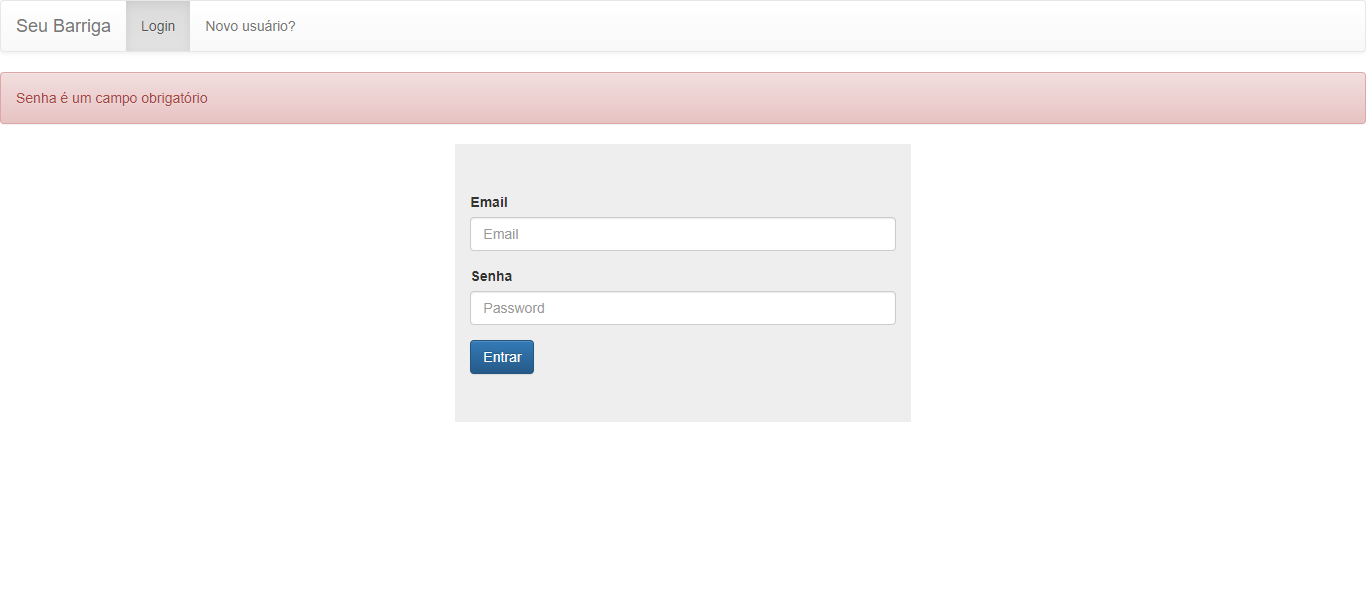 Seu Barriga Login Novo usuário?
Senha é um campo obrigatório
Email
Email
Senha
Password
Entrar